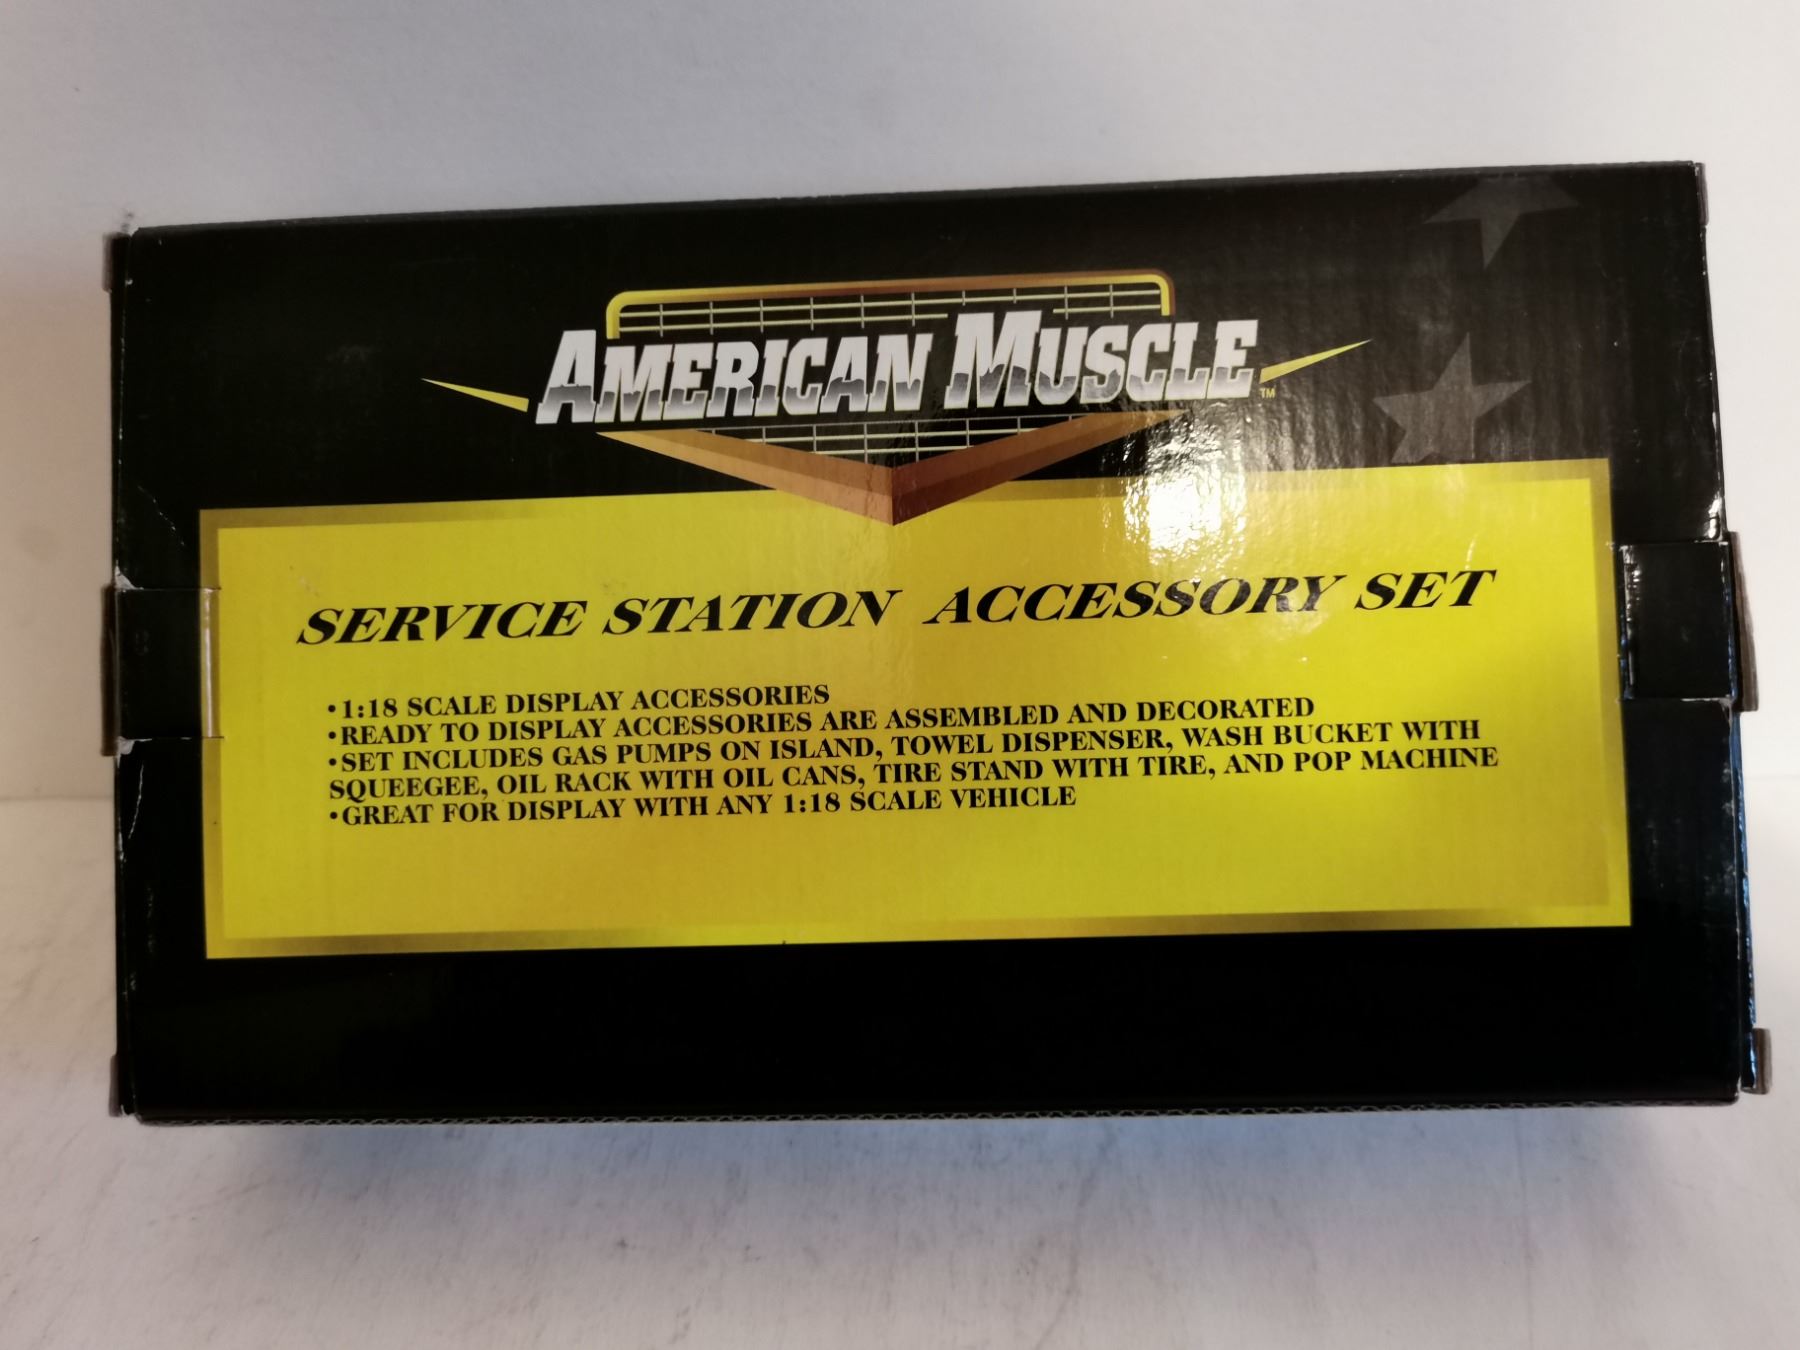 AMERICAN MUSCLE TM
SERVICE STATION ACCESSORY SET
•1:18 SCALE DISPLAY ACCESSORIES
•READY TO DISPLAY ACCESSORIES ARE ASSEMBLED AND DECORATED
•SET INCLUDES GAS PUMPS ON ISLAND, TOWEL DISPENSER, WASH BUCKET WITH
SQUEEGEE, OIL RACK WITH OIL CANS, TIRE STAND WITH TIRE, AND POP MACHINE
•GREAT FOR DISPLAY WITH ANY 1:18 SCALE VEHICLE